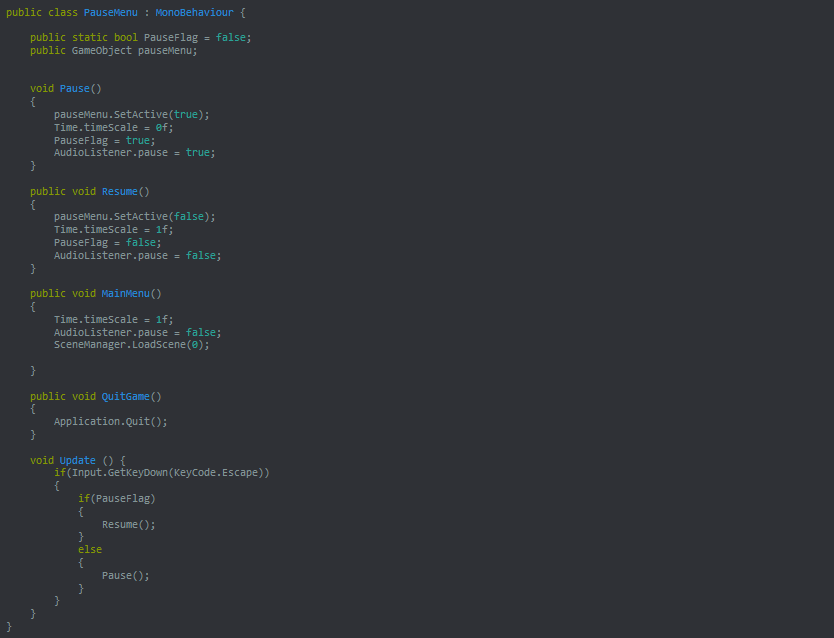 public class PauseMenu : MonoBehaviour {
public static bool PauseFlag = false;
public GameObject pauseMenu;
void Pause()
{
pauseMenu.SetActive(true);
Time.timeScale = 0f;
PauseFlag = true;
AudioListener.pause = true;
}
public void Resume()
{
pauseMenu.SetActive(false);
Time.timeScale = 1f;
PauseFlag = false;
AudioListener.pause = false;
}
public void MainMenu()
{
Time.timeScale = 1f;
AudioListener.pause = false;
SceneManager.LoadScene(0);
}
public void QuitGame()
{
Application.Quit();
}
void Update () {
if(Input.GetKeyDown(KeyCode.Escape))
{
if(PauseFlag)
{
Resume();
}
else
{
Pause();
}
}
}
}